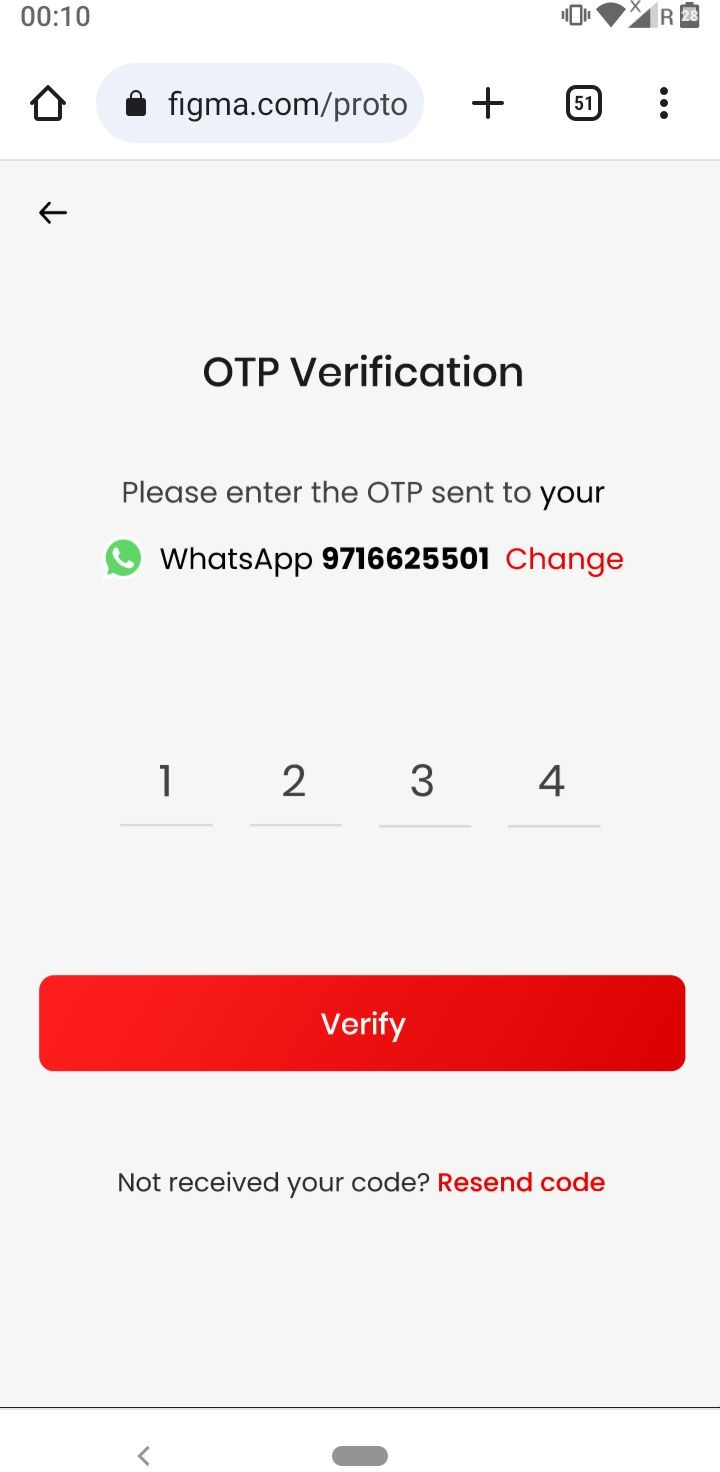 00:10
R 28
figma.com/proto
51
OTP Verification
Please enter the OTP sent to your
WhatsApp 9716625501 Change
1 2 3 4
Verify
Not received your code? Resend code